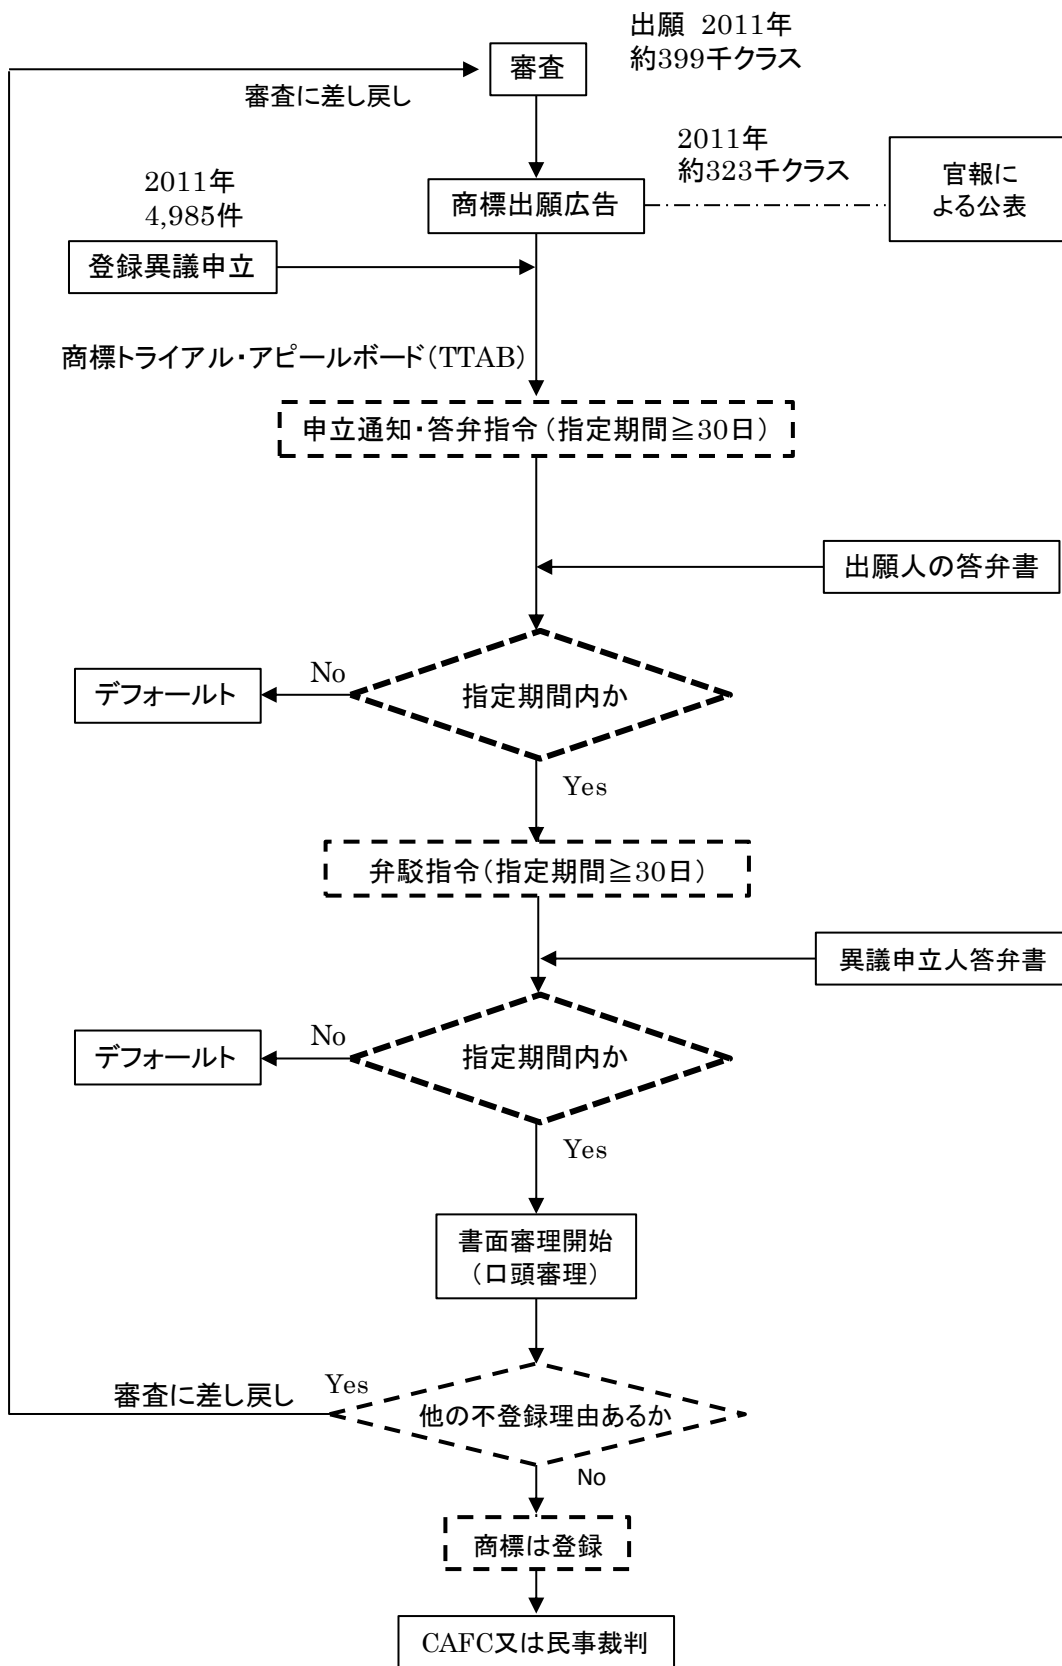 出願 2011年
約399千クラス
審査
審査に差し戻し
2011年
約323千クラス
官報に
よる公表
2011年
4,985件
商標出願広告
登録異議申立
商標トライアル・アピールボード(TTAB)
申立通知・答弁指令(指定期間≧30日)
出願人の答弁書
No
デフォールト
指定期間内か
Yes
弁駁指令(指定期間≧30日)
異議申立人答弁書
No
デフォールト
指定期間内か
Yes
書面審理開始
(口頭審理)
審査に差し戻し
Yes
他の不登録理由あるか
No
商標は登録
CAFC又は民事裁判